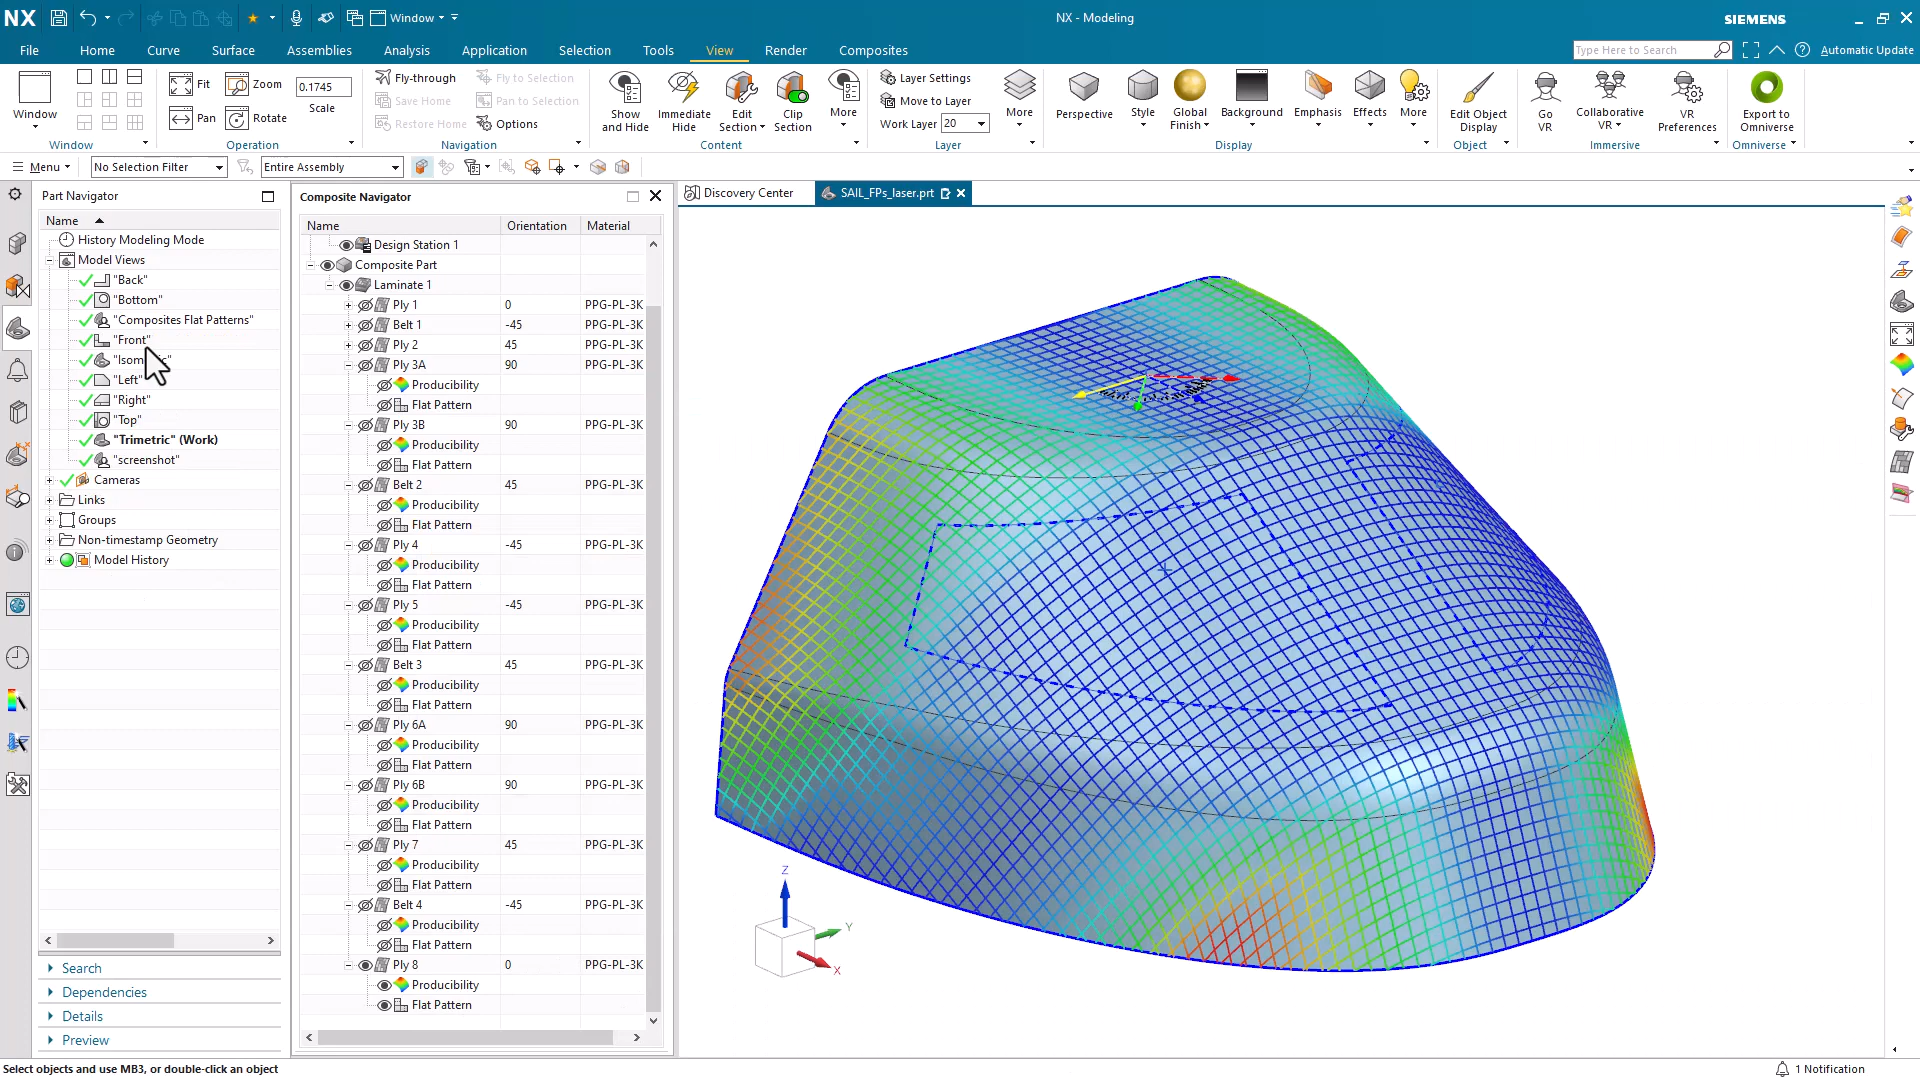 NX Window NX - Modeling SIEMENS
File Home Curve Surface Assemblies Analysis Application Selection Tools View Render Composites Type Here to Search Automatic Update
Window
Fit Zoom 0.1745
Pan Rotate Scale
Fly-through Fly to Selection
Save Home Pan to Selection
Restore Home Options
Show and Hide
Immediate Hide
Edit Section
Clip Section
More
Layer Settings
Move to Layer
Work Layer 20
More
Perspective
Style
Global Finish
Background
Emphasis
Effects
More
Edit Object Display
Go VR
Collaborative VR
VR Preferences
Export to Omniverse
Window Operation Navigation Content Layer Display Object Immersive Omniverse
Menu No Selection Filter Entire Assembly
Part Navigator
Name
History Modeling Mode
Model Views
"Back"
"Bottom"
"Composites Flat Patterns"
"Front"
"Left"
"Right"
"Top"
"Trimetric" (Work)
"screenshot"
Cameras
Links
Groups
Non-timestamp Geometry
Model History
Search
Dependencies
Details
Preview
Composite Navigator
Name Orientation Material
Design Station 1
Composite Part
Laminate 1
Ply 1 0 PPG-PL-3K
Belt 1 -45 PPG-PL-3K
Ply 2 45 PPG-PL-3K
Ply 3A 90 PPG-PL-3K
Producibility
Flat Pattern
Ply 3B 90 PPG-PL-3K
Producibility
Flat Pattern
Belt 2 45 PPG-PL-3K
Producibility
Flat Pattern
Ply 4 -45 PPG-PL-3K
Producibility
Flat Pattern
Ply 5 -45 PPG-PL-3K
Producibility
Flat Pattern
Belt 3 45 PPG-PL-3K
Producibility
Flat Pattern
Ply 6A 90 PPG-PL-3K
Producibility
Flat Pattern
Ply 6B 90 PPG-PL-3K
Producibility
Flat Pattern
Ply 7 45 PPG-PL-3K
Producibility
Flat Pattern
Belt 4 -45 PPG-PL-3K
Producibility
Flat Pattern
Ply 8 0 PPG-PL-3K
Producibility
Flat Pattern
Discovery Center SAIL_FPs_laser.prt
Z
Y
X
Select objects and use MB3, or double-click an object 1 Notification